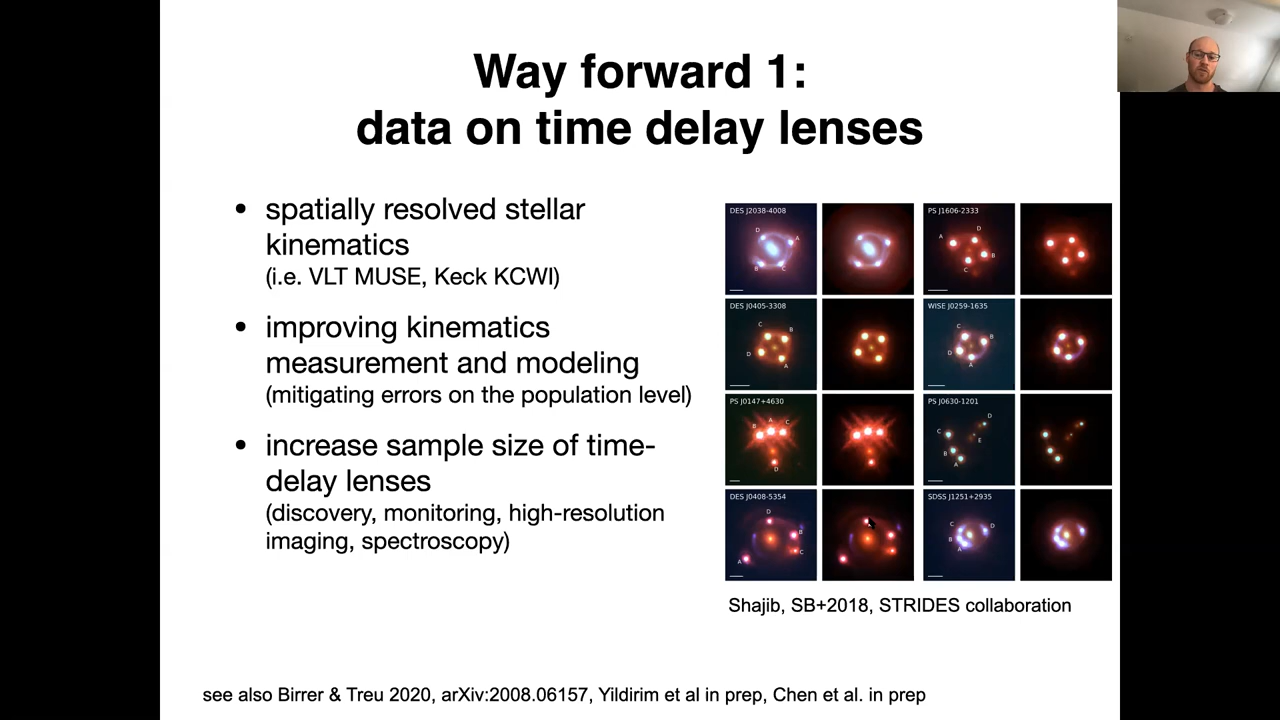 Way forward 1:
data on time delay lenses
• spatially resolved stellar
kinematics
(i.e. VLT MUSE, Keck KCWI)
• improving kinematics
measurement and modeling
(mitigating errors on the population level)
• increase sample size of time-
delay lenses
(discovery, monitoring, high-resolution
imaging, spectroscopy)
DES J2038-4008
D
A
B
C
PS J1606-2333
D
A
B
C
DES J0405-3308
C
B
D
A
WISE J0259-1635
C
B
D
A
PS J0147+4630
A
B
C
D
PS J0630-1201
D
C
E
B
A
DES J0408-5354
D
B
C
A
SDSS J1251+2935
C
D
B
A
Shajib, SB+2018, STRIDES collaboration
see also Birrer & Treu 2020, arXiv:2008.06157, Yildirim et al in prep, Chen et al. in prep